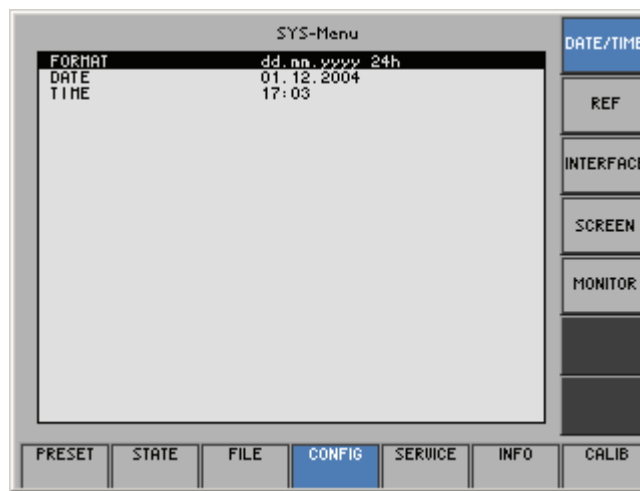 SYS-Menu
FORMAT dd.mm.yyyy 24h
DATE 01.12.2004
TIME 17:03
DATE/TIME
REF
INTERFACE
SCREEN
MONITOR
PRESET STATE FILE CONFIG SERVICE INFO CALIB